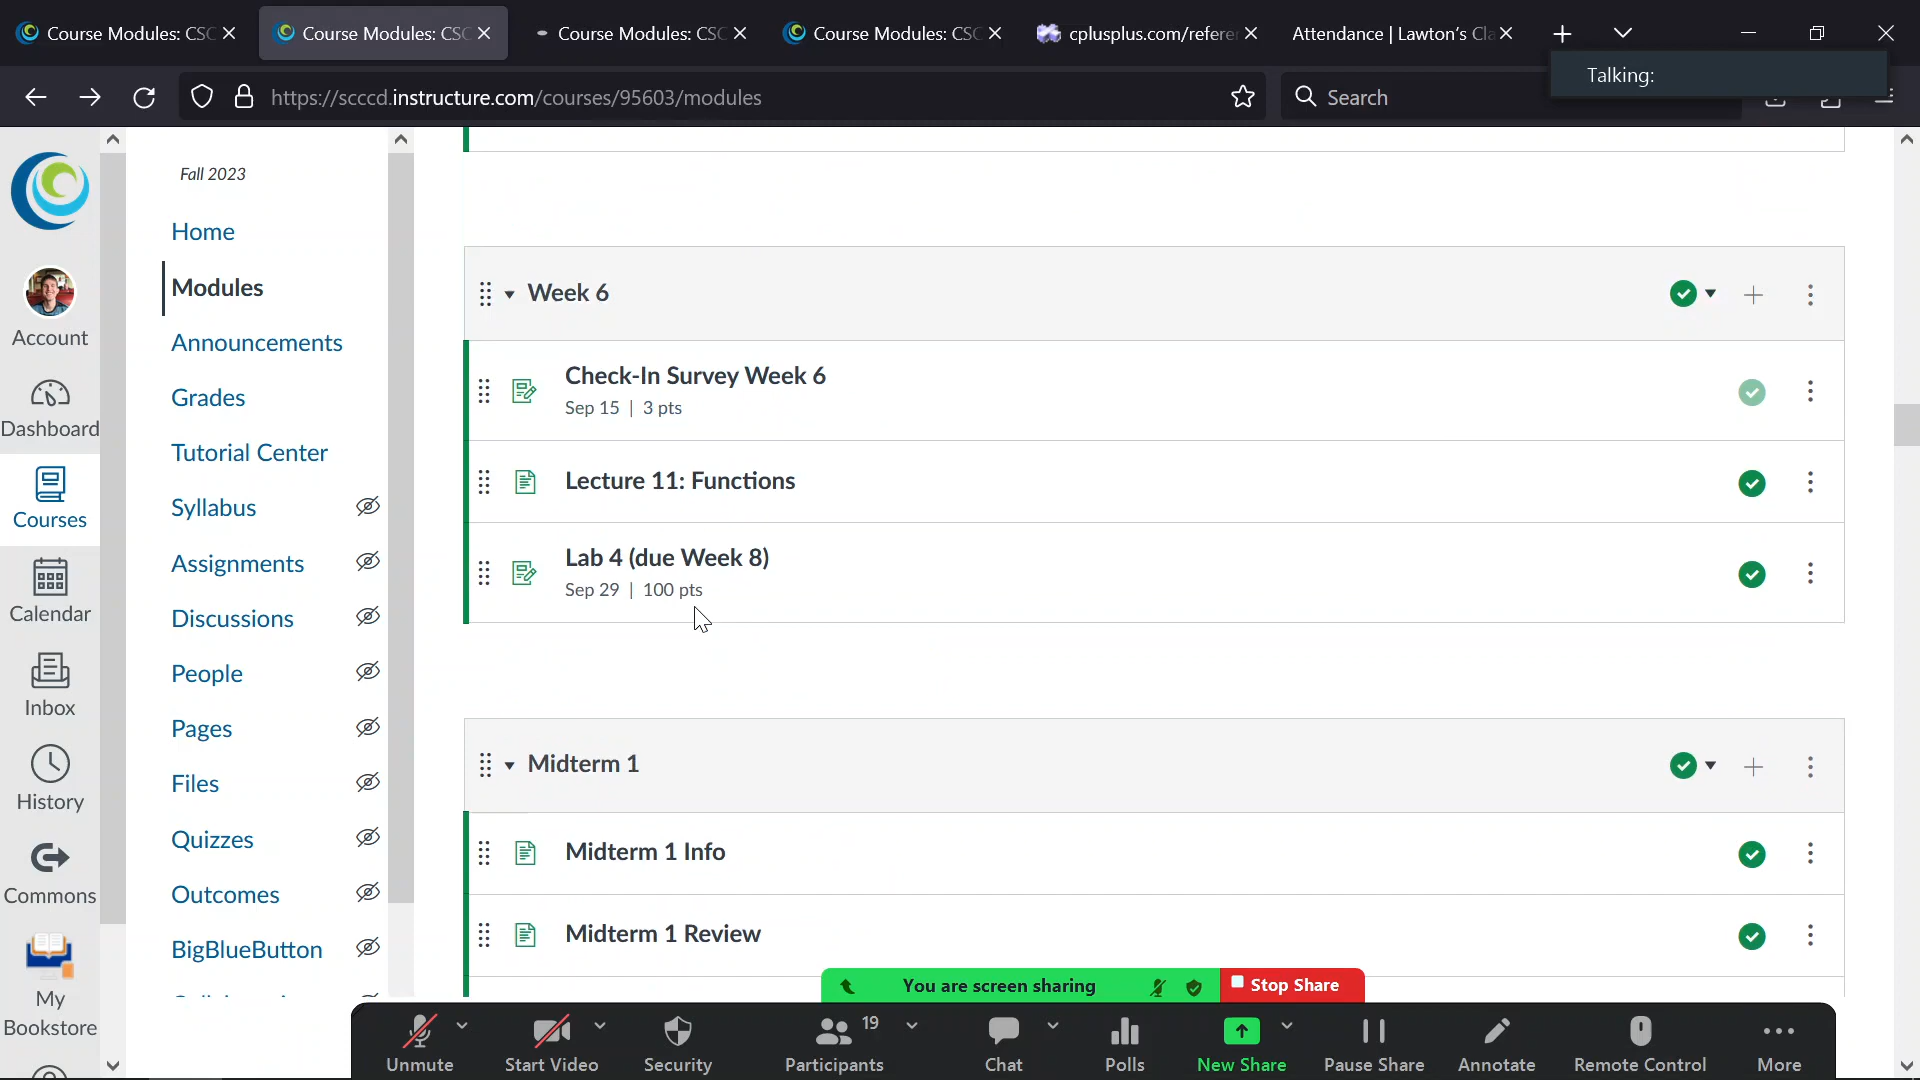 Course Modules: CSC
Course Modules: CSC
Course Modules: CSC
Course Modules: CSC
cplusplus.com/refere
Attendance | Lawton's Cla
Talking:
https://scccd.instructure.com/courses/95603/modules
Search
Account
Dashboard
Courses
Calendar
Inbox
History
Commons
My
Bookstore
Fall 2023
Home
Modules
Announcements
Grades
Tutorial Center
Syllabus
Assignments
Discussions
People
Pages
Files
Quizzes
Outcomes
BigBlueButton
Week 6
Check-In Survey Week 6
Sep 15 | 3 pts
Lecture 11: Functions
Lab 4 (due Week 8)
Sep 29 | 100 pts
Midterm 1
Midterm 1 Info
Midterm 1 Review
You are screen sharing
Stop Share
Unmute
Start Video
Security
19
Participants
Chat
Polls
New Share
Pause Share
Annotate
Remote Control
More